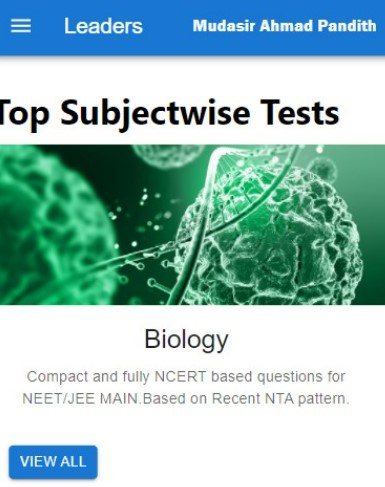 Leaders Mudasir Ahmad Pandith
Top Subjectwise Tests
Biology
Compact and fully NCERT based questions for
NEET/JEE MAIN.Based on Recent NTA pattern.
VIEW ALL